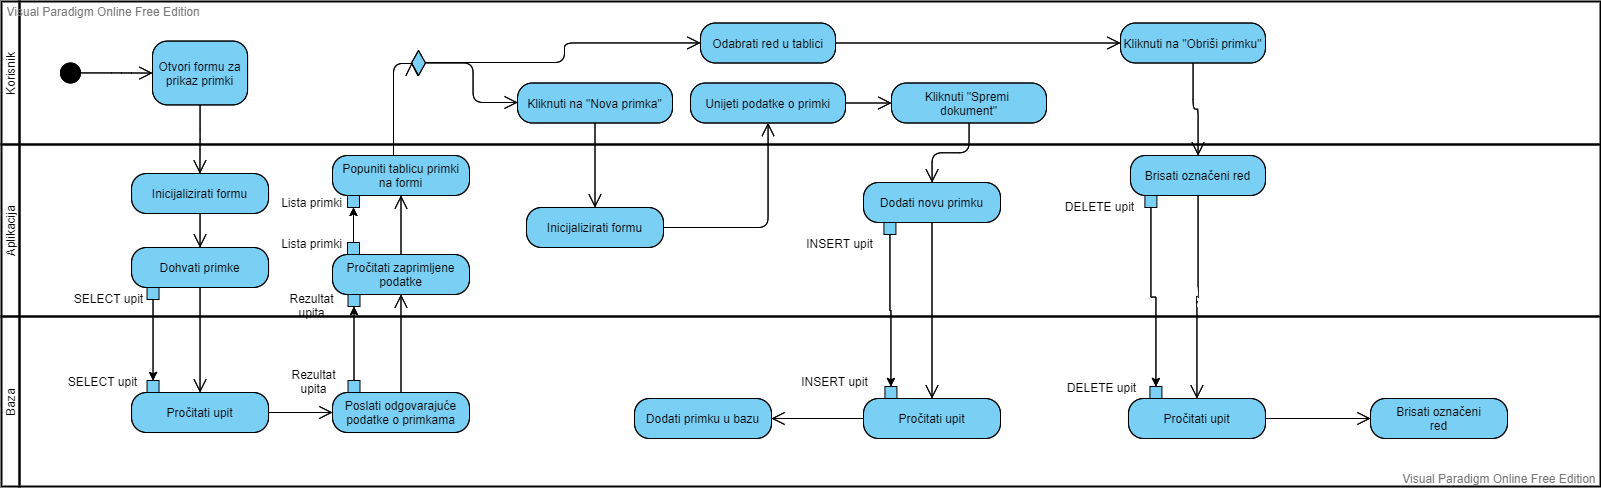 Visual Paradigm Online Free Edition
Korisnik
Otvori formu za
prikaz primki
Odabrati red u tablici
Kliknuti na "Obriši primku"
Kliknuti na "Nova primka"
Unijeti podatke o primki
Kliknuti "Spremi
dokument"
Aplikacija
Inicijalizirati formu
Dohvati primke
SELECT upit
Popuniti tablicu primki
na formi
Lista primki
Lista primki
Pročitati zaprimljene
podatke
Rezultat
upita
Inicijalizirati formu
Dodati novu primku
INSERT upit
Brisati označeni red
DELETE upit
Baza
SELECT upit
Pročitati upit
Rezultat
upita
Poslati odgovarajuće
podatke o primkama
Dodati primku u bazu
INSERT upit
Pročitati upit
DELETE upit
Pročitati upit
Brisati označeni
red
Visual Paradigm Online Free Edition